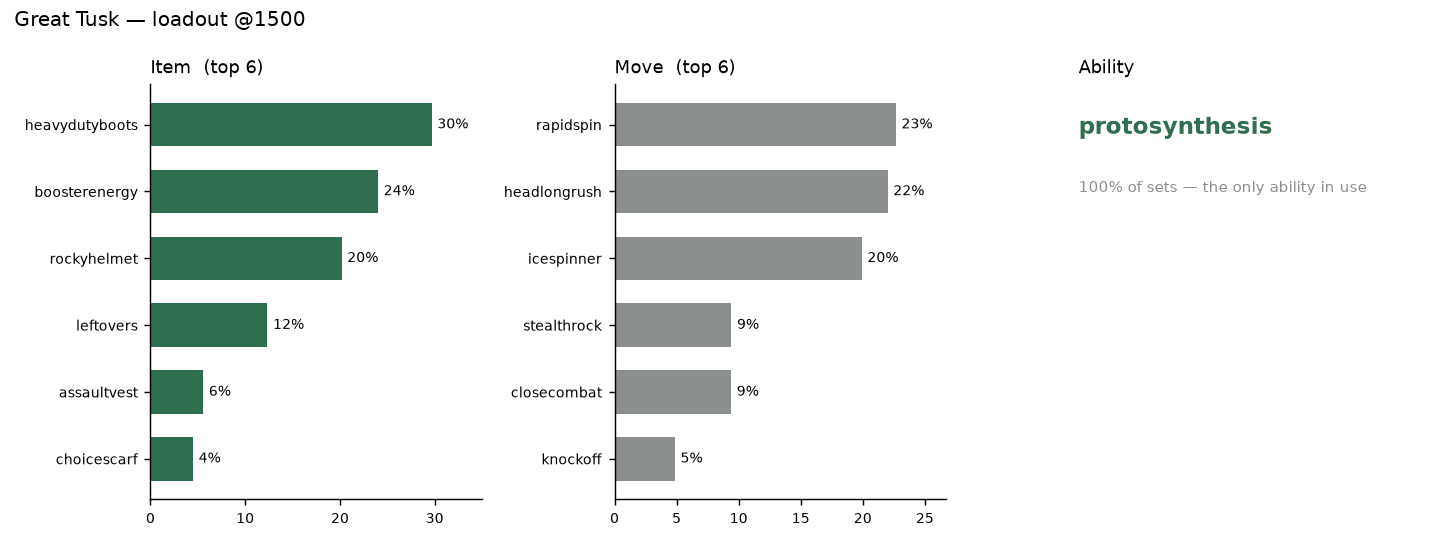 Great Tusk — loadout @1500
Item (top 6)
heavydutyboots 30%
boosterenergy 24%
rockyhelmet 20%
leftovers 12%
assaultvest 6%
choicescarf 4%
0 10 20 30
Move (top 6)
rapidspin 23%
headlongrush 22%
icespinner 20%
stealthrock 9%
closecombat 9%
knockoff 5%
0 5 10 15 20 25
Ability
protosynthesis
100% of sets — the only ability in use